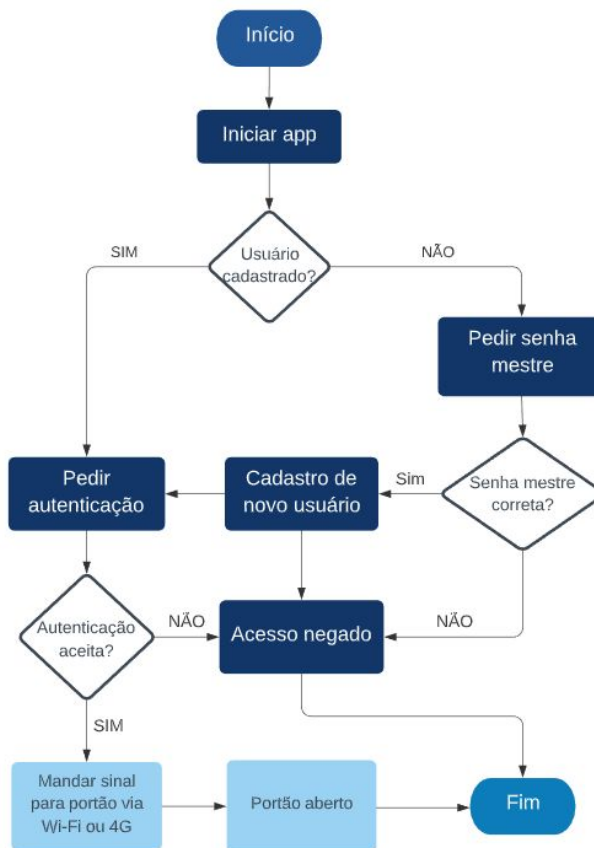 Início
Iniciar app
Usuário
cadastrado?
SIM
NÃO
Pedir senha
mestre
Pedir
autenticação
Cadastro de
novo usuário
Sim
Senha mestre
correta?
Autenticação
aceita?
NÃO
Acesso negado
NÃO
SIM
Mandar sinal
para portão via
Wi-Fi ou 4G
Portão aberto
Fim